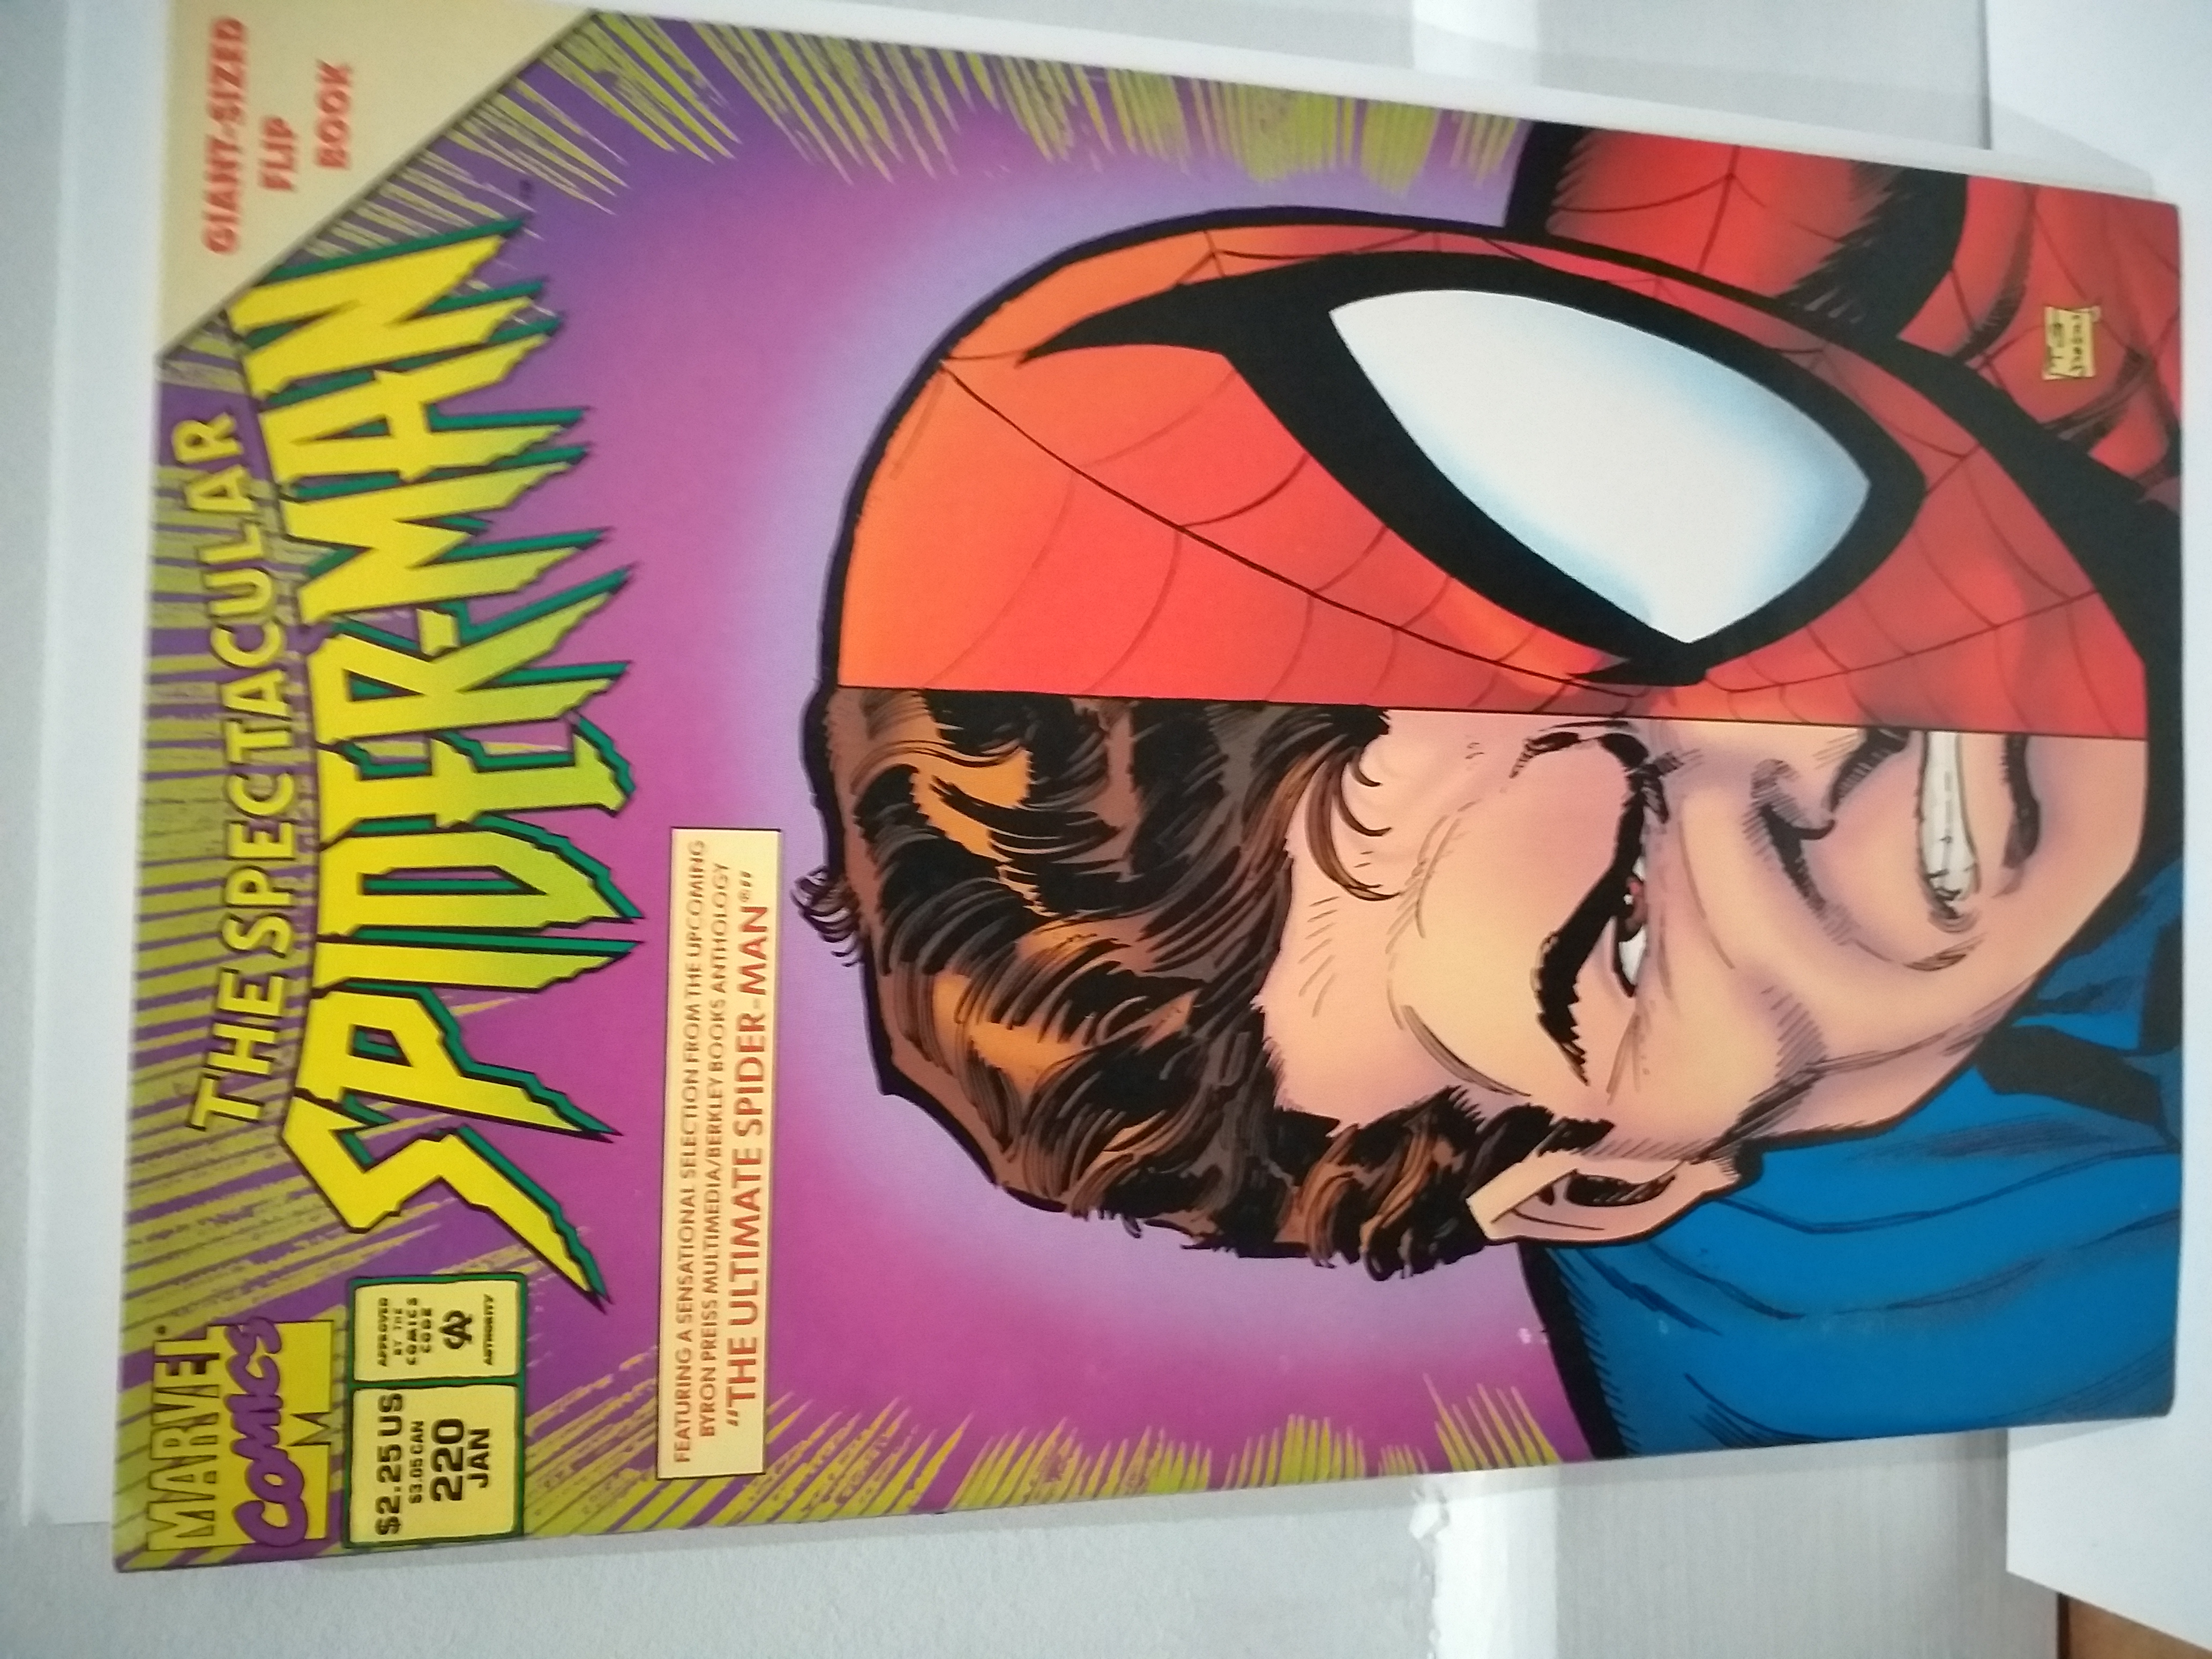 MARVEL
COMICS
M
THE SPECTACULAR
SPIDER-MAN
GIANT-SIZED
FLIP
BOOK
$2.25 US
$3.05 CAN
220
JAN
APPROVED
BY THE
COMICS
CODE
CA
AUTHORITY
FEATURING A SENSATIONAL SELECTION FROM THE UPCOMING
BYRON PREISS MULTIMEDIA/BERKLEY BOOKS ANTHOLOGY
"THE ULTIMATE SPIDER-MAN®"